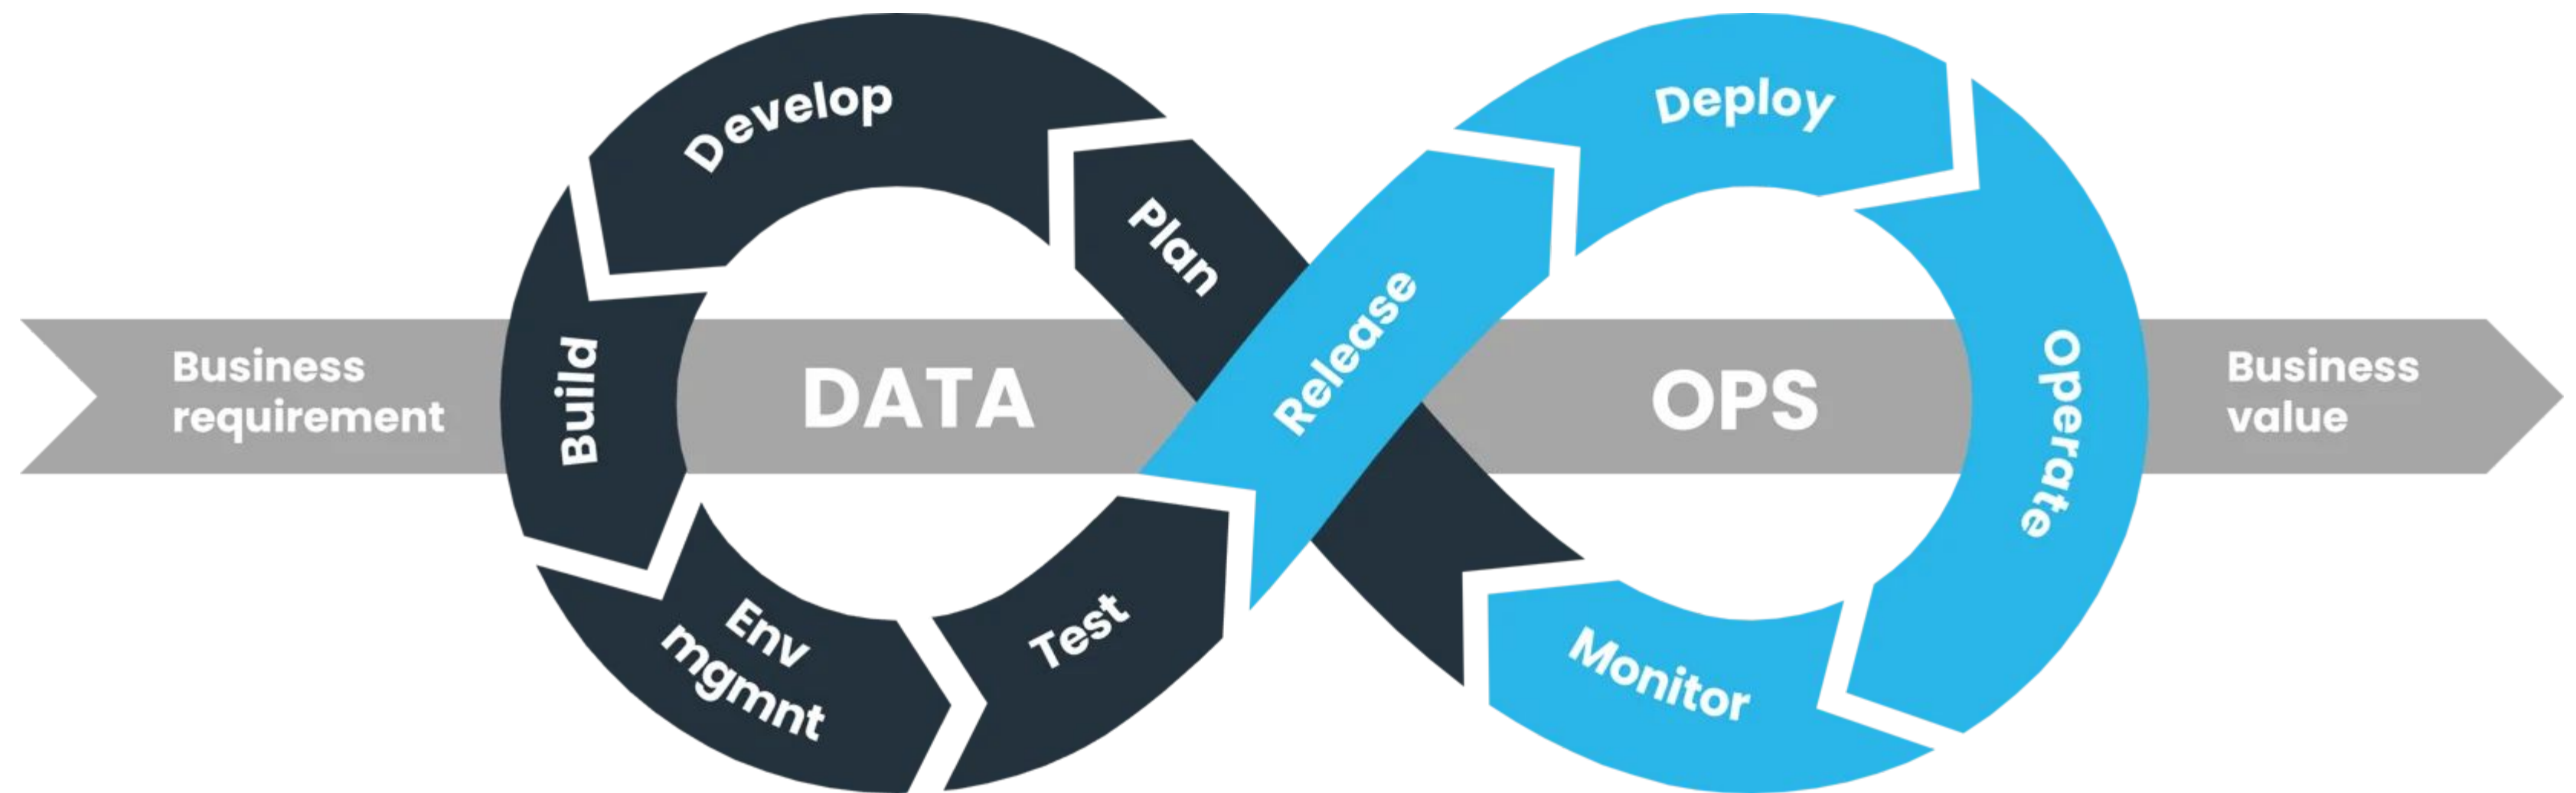 Business
requirement
DATA
Plan
Develop
Build
Env
mgmnt
Test
Release
Deploy
Operate
Monitor
OPS
Business
value